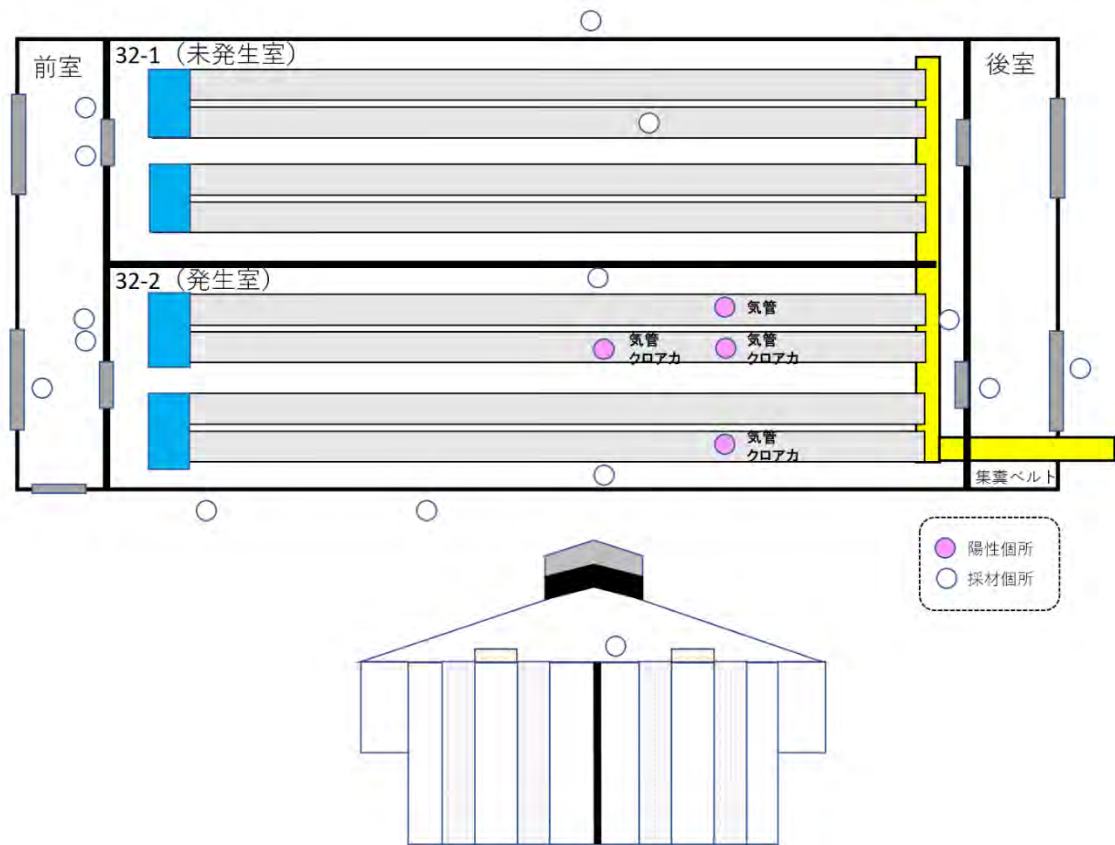 前室
32-1（未発生室）
後室
32-2（発生室）
気管
気管
クロアカ
気管
クロアカ
気管
クロアカ
集糞ベルト
陽性個所
採材個所